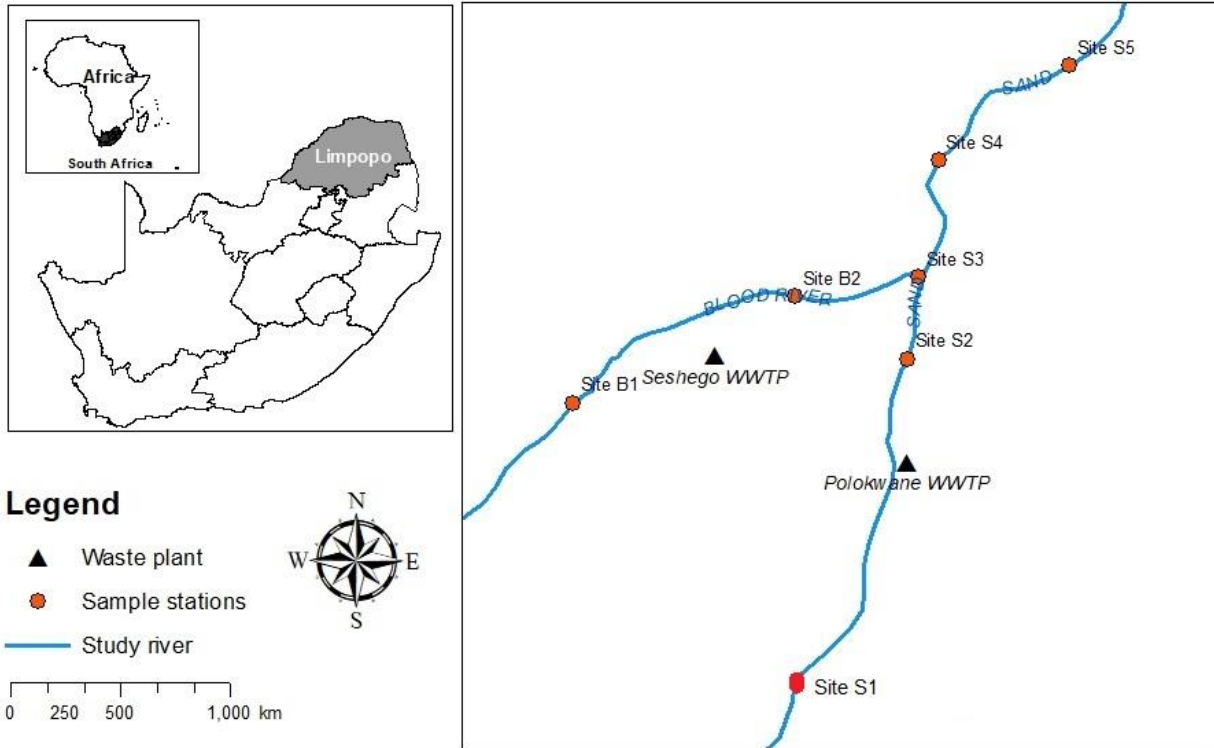 Africa
South Africa
Limpopo
Legend
Waste plant
Sample stations
Study river
N
W E
S
0 250 500 1,000 km
Site S5
SAND
Site S4
Site S3
Site B2
BLOOD RIVER
SAND
Site S2
Seshego WWTP
Site B1
Polokwane WWTP
Site S1